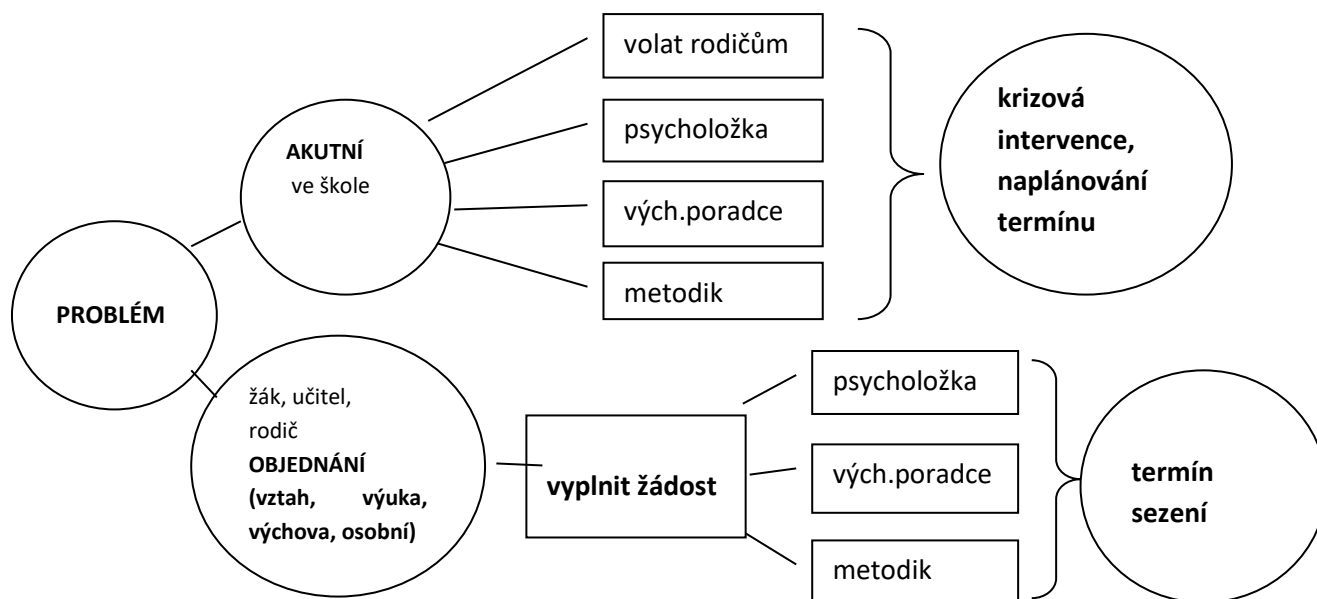 PROBLÉM
AKUTNÍ
ve škole
volat rodičům
psycholožka
vých.poradce
metodik
krizová
intervence,
naplánování
termínu
žák, učitel,
rodič
OBJEDNÁNÍ
(vztah, výuka,
výchova, osobní)
vyplnit žádost
psycholožka
vých.poradce
metodik
termín
sezení